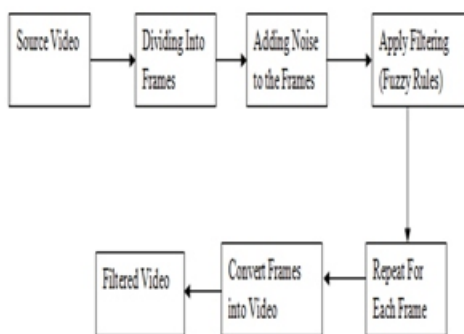 Source Video
Dividing Into
Frames
Adding Noise
to the Frames
Apply Filtering
(Fuzzy Rules)
Repeat For
Each Frame
Convert Frames
into Video
Filtered Video